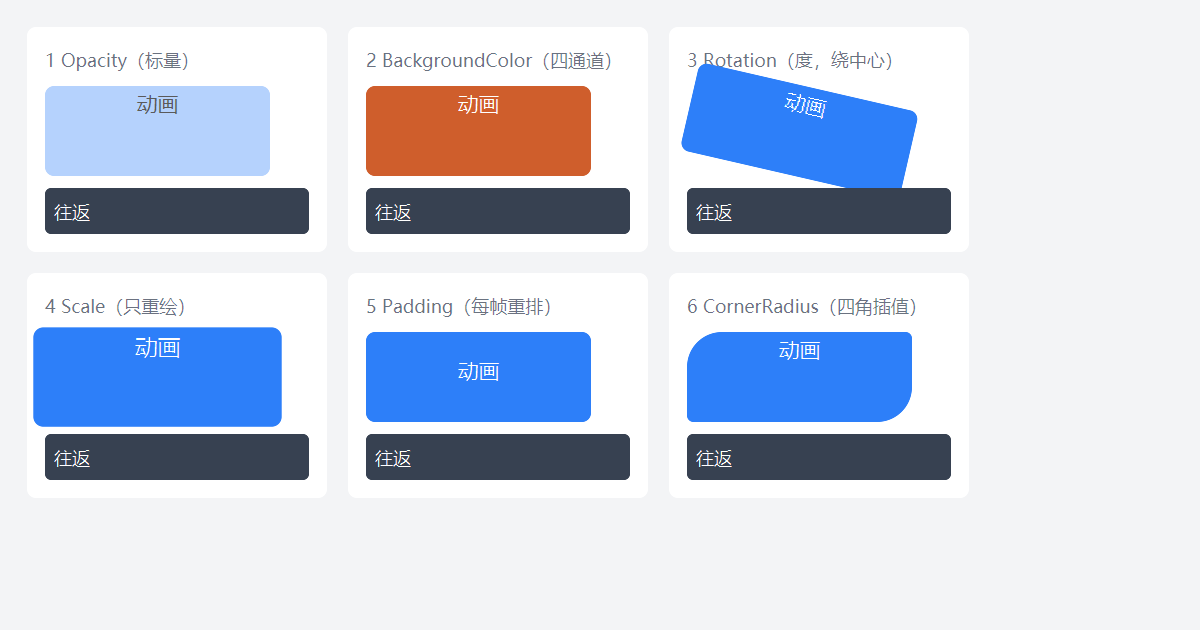 1 Opacity（标量）
动画
往返
2 BackgroundColor（四通道）
动画
往返
3 Rotation（度，绕中心）
动画
往返
4 Scale（只重绘）
动画
往返
5 Padding（每帧重排）
动画
往返
6 CornerRadius（四角插值）
动画
往返